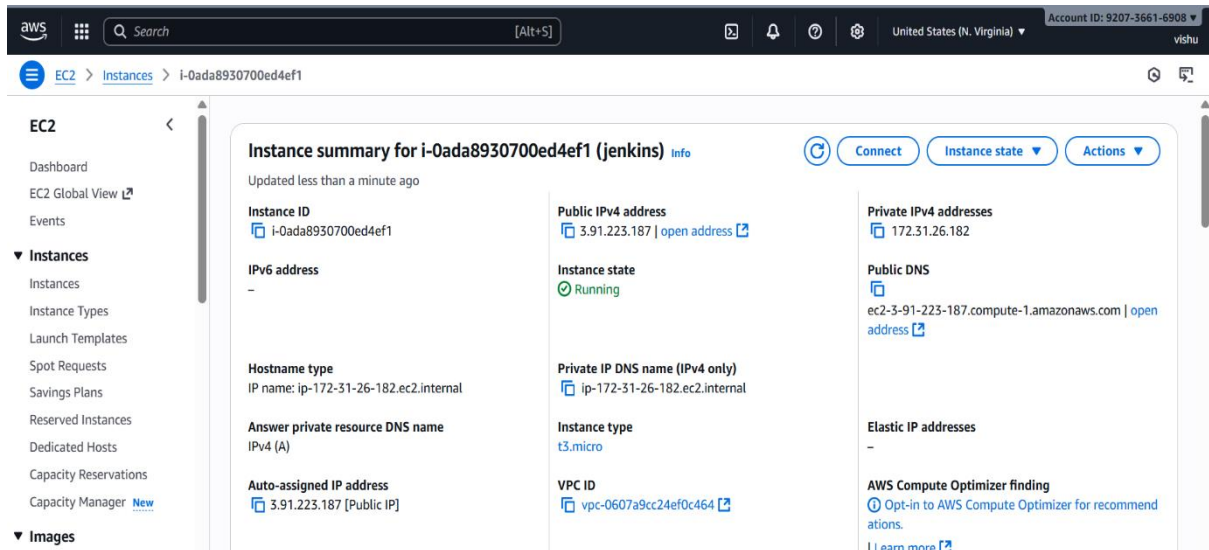 aws
Search
[Alt+S]
United States (N. Virginia)
Account ID: 9207-3661-6908
vishu
EC2 > Instances > i-0ada8930700ed4ef1
EC2
Dashboard
EC2 Global View
Events
Instances
Instances
Instance Types
Launch Templates
Spot Requests
Savings Plans
Reserved Instances
Dedicated Hosts
Capacity Reservations
Capacity Manager New
Images
Instance summary for i-0ada8930700ed4ef1 (jenkins) Info
Connect
Instance state
Actions
Updated less than a minute ago
Instance ID
i-0ada8930700ed4ef1
Public IPv4 address
3.91.223.187 | open address
Private IPv4 addresses
172.31.26.182
IPv6 address
–
Instance state
Running
Public DNS
ec2-3-91-223-187.compute-1.amazonaws.com | open
address
Hostname type
IP name: ip-172-31-26-182.ec2.internal
Private IP DNS name (IPv4 only)
ip-172-31-26-182.ec2.internal
Answer private resource DNS name
IPv4 (A)
Instance type
t3.micro
Elastic IP addresses
–
Auto-assigned IP address
3.91.223.187 [Public IP]
VPC ID
vpc-0607a9cc24ef0c464
AWS Compute Optimizer finding
Opt-in to AWS Compute Optimizer for recommend
ations.
| Learn more